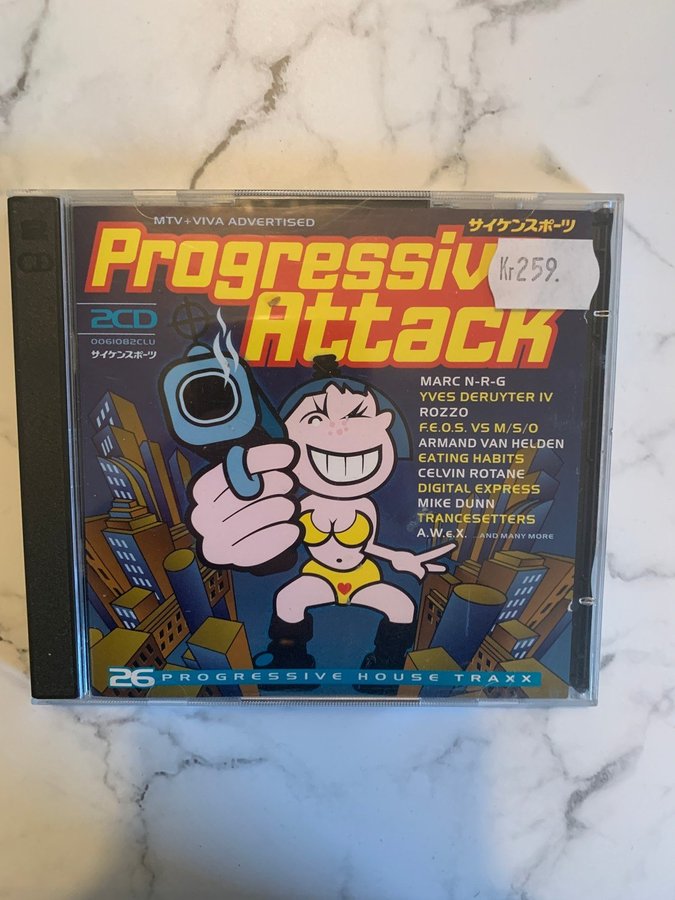 MTV+VIVA ADVERTISED
サイケンスポーツ
Progressiv
Kr259.
Attack
2CD
0061082CLU
サイケンスポーツ
MARC N-R-G
YVES DERUYTER IV
ROZZO
F.E.O.S. VS M/S/O
ARMAND VAN HELDEN
EATING HABITS
CELVIN ROTANE
DIGITAL EXPRESS
MIKE DUNN
TRANCESETTERS
A.W.eX. ...AND MANY MORE
26 PROGRESSIVE HOUSE TRAXX